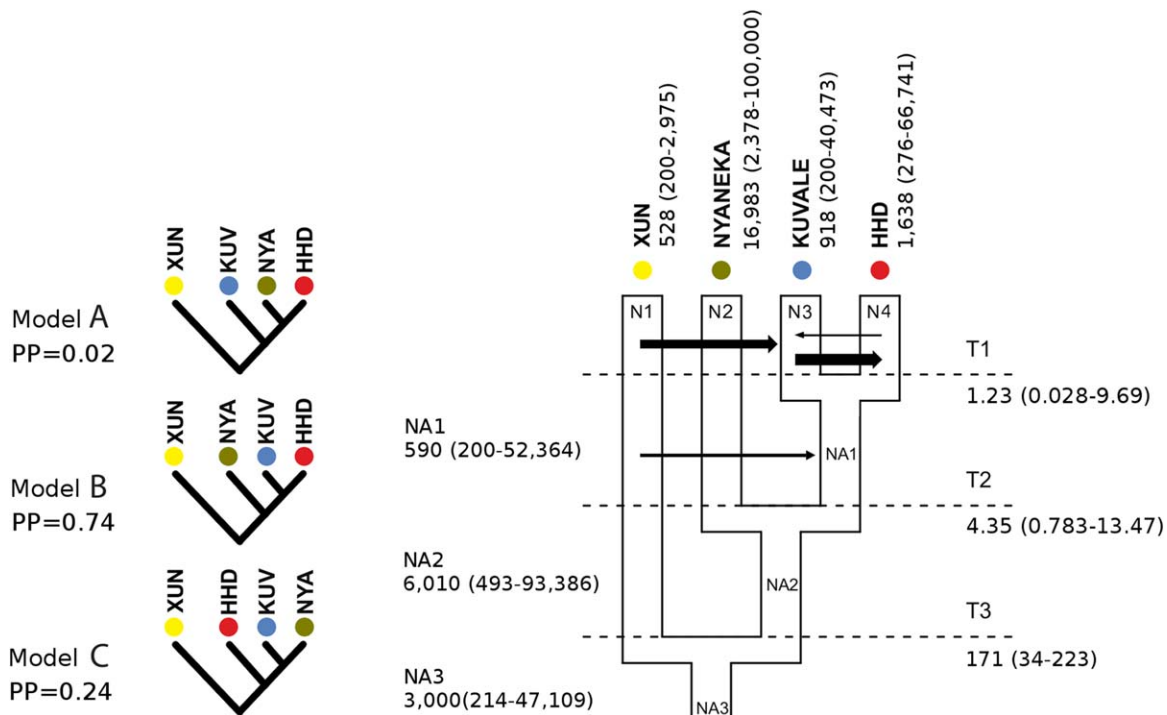 XUN
KUV
NYA
HHD
Model A
PP=0.02
XUN
NYA
KUV
HHD
Model B
PP=0.74
XUN
HHD
KUV
NYA
Model C
PP=0.24
XUN
528 (200-2,975)
NYANEKA
16,983 (2,378-100,000)
KUVALE
918 (200-40,473)
HHD
1,638 (276-66,741)
N1
N2
N3
N4
T1
1.23 (0.028-9.69)
NA1
590 (200-52,364)
NA1
T2
4.35 (0.783-13.47)
NA2
6,010 (493-93,386)
NA2
T3
171 (34-223)
NA3
3,000(214-47,109)
NA3